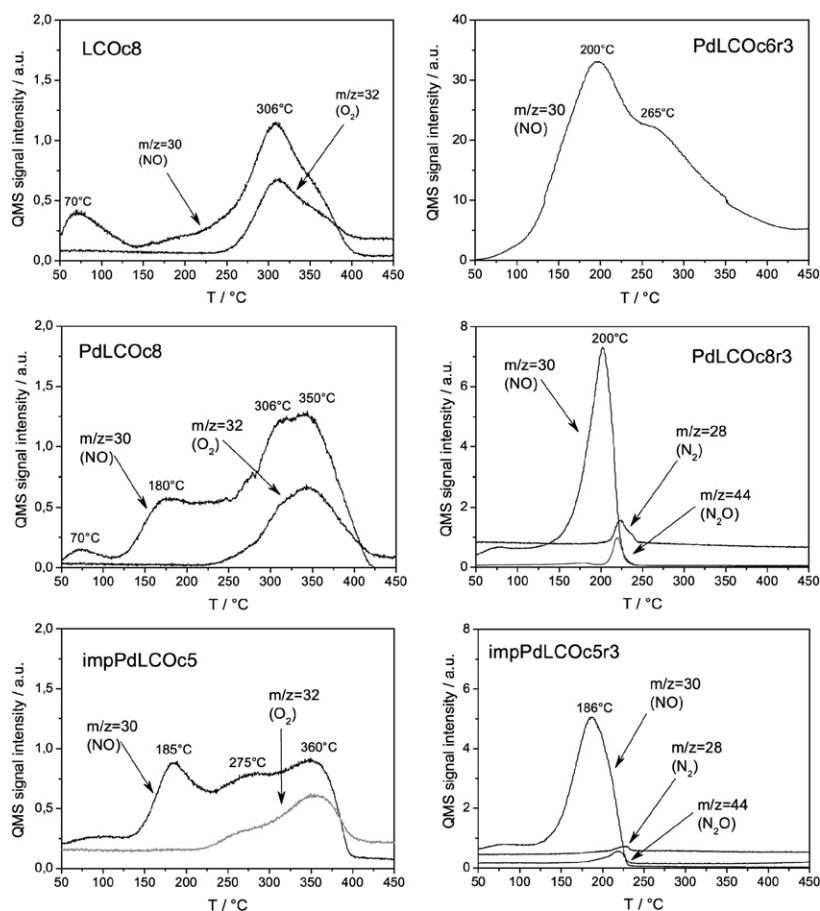 LCOc8
QMS signal intensity / a.u.
2,0
1,5
1,0
0,5
0,0
70°C
m/z=30
(NO)
306°C
m/z=32
(O₂)
50 100 150 200 250 300 350 400 450
T / °C
PdLCOc6r3
QMS signal intensity / a.u.
40
30
20
10
0
m/z=30
(NO)
200°C
265°C
50 100 150 200 250 300 350 400 450
T / °C
PdLCOc8
QMS signal intensity / a.u.
2,0
1,5
1,0
0,5
0,0
70°C
m/z=30
(NO)
180°C
m/z=32
(O₂)
306°C 350°C
50 100 150 200 250 300 350 400 450
T / °C
PdLCOc8r3
QMS signal intensity / a.u.
8
6
4
2
0
200°C
m/z=30
(NO)
m/z=28
(N₂)
m/z=44
(N₂O)
50 100 150 200 250 300 350 400 450
T / °C
impPdLCOc5
QMS signal intensity / a.u.
2,0
1,5
1,0
0,5
0,0
m/z=30
(NO)
185°C
275°C
m/z=32
(O₂)
360°C
50 100 150 200 250 300 350 400 450
T / °C
impPdLCOc5r3
QMS signal intensity / a.u.
8
6
4
2
0
186°C
m/z=30
(NO)
m/z=28
(N₂)
m/z=44
(N₂O)
50 100 150 200 250 300 350 400 450
T / °C